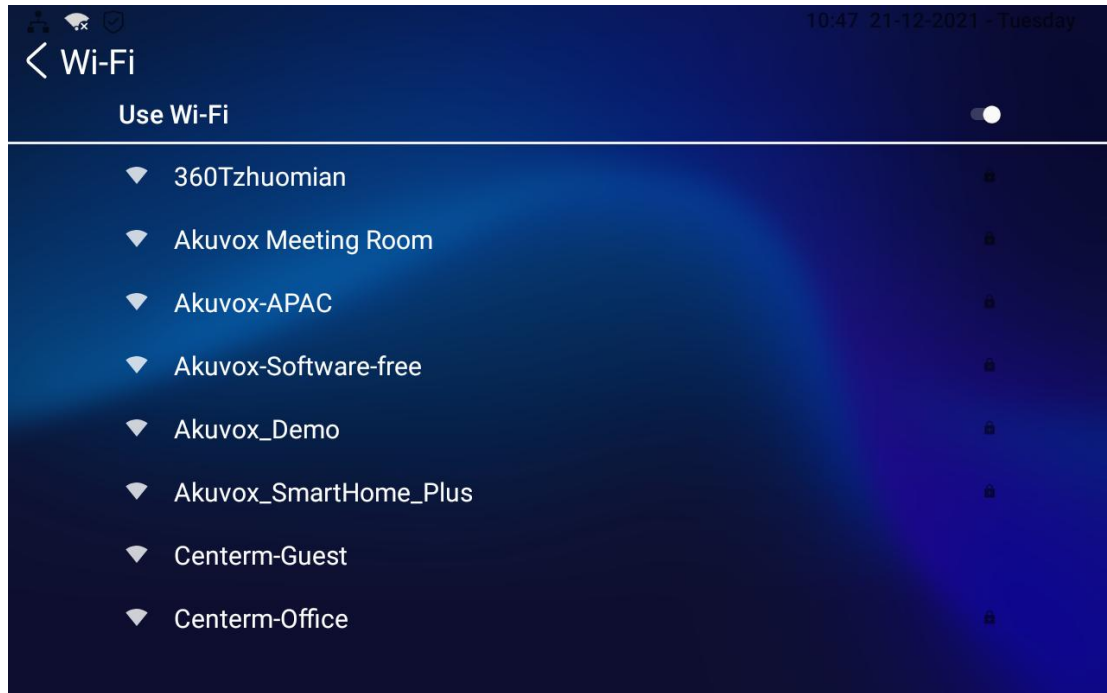 10:47 21-12-2021 - Tuesday
Wi-Fi
Use Wi-Fi
360Tzhuomian
Akuvox Meeting Room
Akuvox-APAC
Akuvox-Software-free
Akuvox_Demo
Akuvox_SmartHome_Plus
Centerm-Guest
Centerm-Office